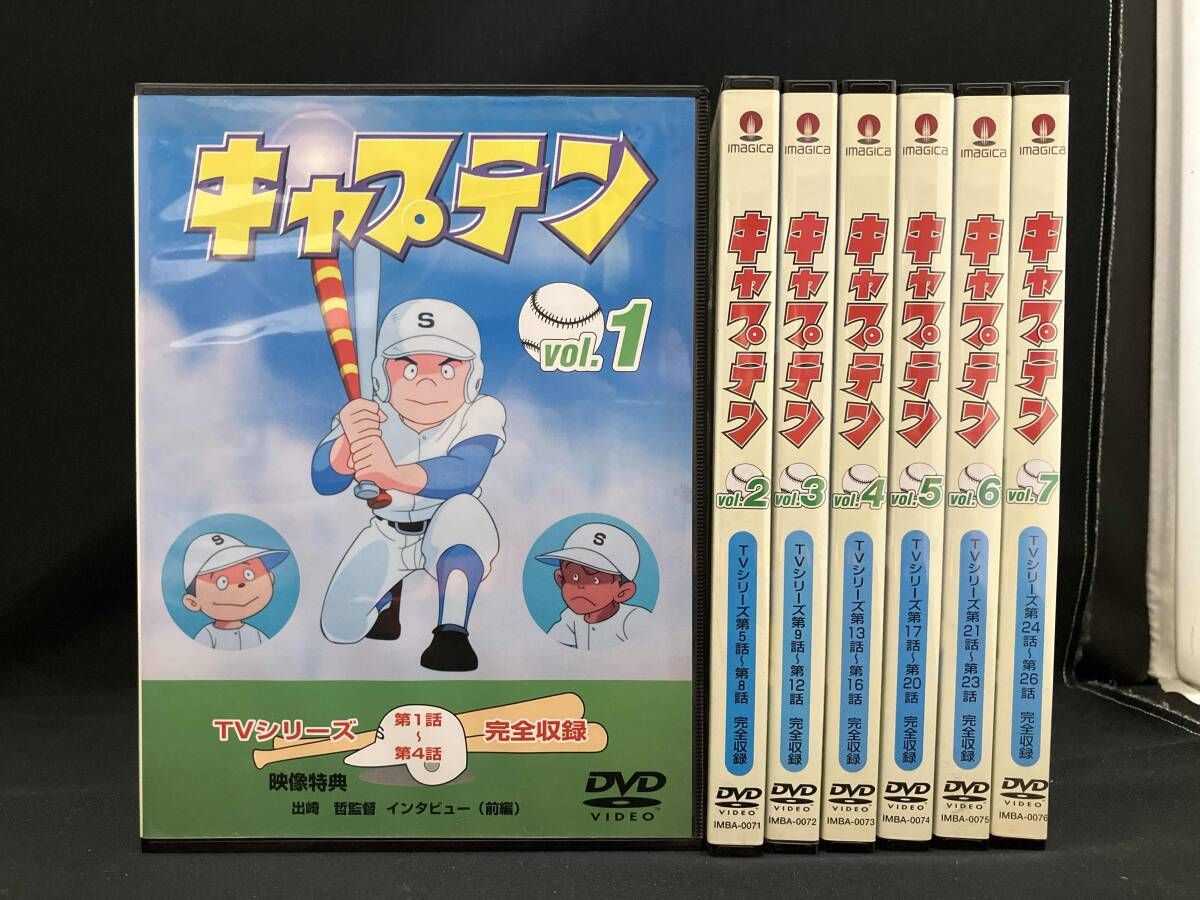 キャプテン
vol.1
S
S
S
TVシリーズ 第1話～第4話 完全収録
映像特典
出崎 哲監督 インタビュー（前編）
DVD
VIDEO
IMAGICA
キャプテン
vol.2
TVシリーズ第5話～第8話 完全収録
DVD
VIDEO
IMBA-0071
IMAGICA
キャプテン
vol.3
TVシリーズ第9話～第12話 完全収録
DVD
VIDEO
IMBA-0072
IMAGICA
キャプテン
vol.4
TVシリーズ第13話～第16話 完全収録
DVD
VIDEO
IMBA-0073
IMAGICA
キャプテン
vol.5
TVシリーズ第17話～第20話 完全収録
DVD
VIDEO
IMBA-0074
IMAGICA
キャプテン
vol.6
TVシリーズ第21話～第23話 完全収録
DVD
VIDEO
IMBA-0075
IMAGICA
キャプテン
vol.7
TVシリーズ第24話～第26話 完全収録
DVD
VIDEO
IMBA-0076